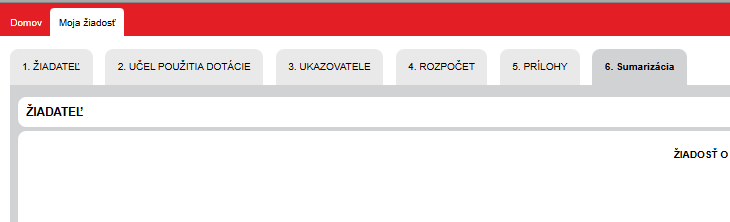 Domov Moja žiadosť
1. ŽIADATEĽ 2. UČEL POUŽITIA DOTÁCIE 3. UKAZOVATELE 4. ROZPOČET 5. PRÍLOHY 6. Sumarizácia
ŽIADATEĽ
ŽIADOSŤ O